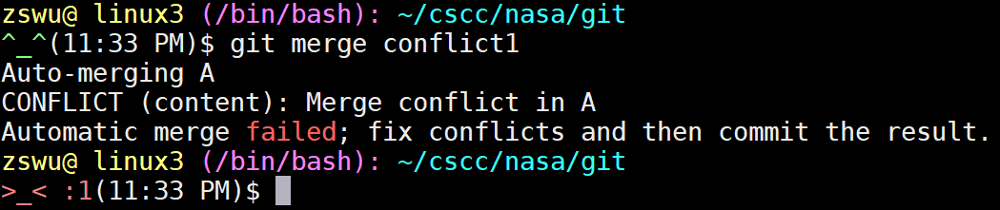 zswu@ linux3 (/bin/bash): ~/cscc/nasa/git
^_^(11:33 PM)$ git merge conflict1
Auto-merging A
CONFLICT (content): Merge conflict in A
Automatic merge failed; fix conflicts and then commit the result.
zswu@ linux3 (/bin/bash): ~/cscc/nasa/git
>_< :1(11:33 PM)$